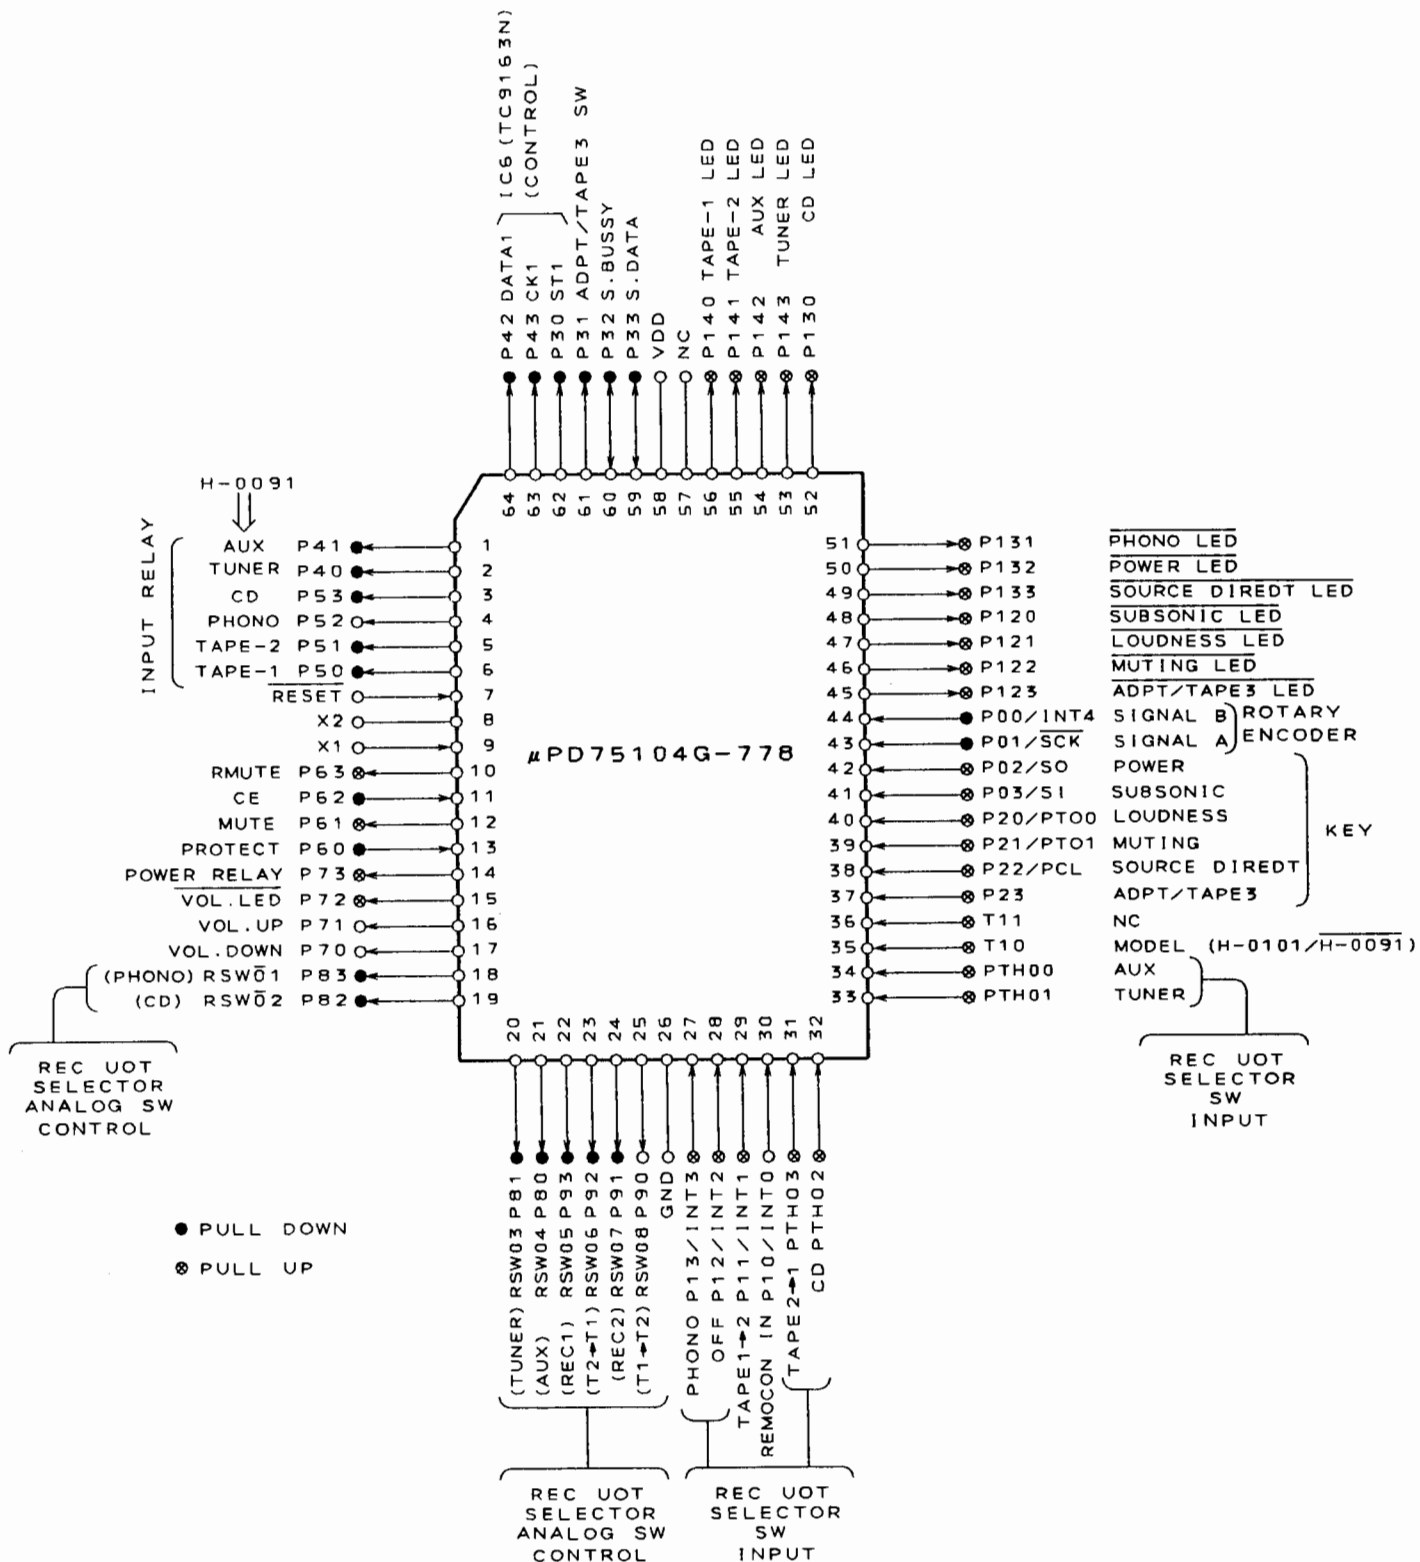 IC6 (TC9163N)
(CONTROL)
P42 DATA1
P43 CK1
P30 ST1
P31 ADPT/TAPE3 SW
P32 S.BUSSY
P33 S.DATA
VDD
NC
P140 TAPE-1 LED
P141 TAPE-2 LED
P142 AUX LED
P143 TUNER LED
P130 CD LED
64 63 62 61 60 59 58 57 56 55 54 53 52
H-0091
INPUT RELAY
AUX P41 1
TUNER P40 2
CD P53 3
PHONO P52 4
TAPE-2 P51 5
TAPE-1 P50 6
RESET 7
X2 8
X1 9
RMUTE P63 10
CE P62 11
MUTE P61 12
PROTECT P60 13
POWER RELAY P73 14
VOL.LED P72 15
VOL.UP P71 16
VOL.DOWN P70 17
(PHONO) RSW01 P83 18
(CD) RSW02 P82 19
REC UOT
SELECTOR
ANALOG SW
CONTROL
μPD75104G-778
51 P131 PHONO LED
50 P132 POWER LED
49 P133 SOURCE DIREDT LED
48 P120 SUBSONIC LED
47 P121 LOUDNESS LED
46 P122 MUTING LED
45 P123 ADPT/TAPE3 LED
44 P00/INT4 SIGNAL B
43 P01/SCK SIGNAL A
ROTARY
ENCODER
42 P02/SO POWER
41 P03/SI SUBSONIC
40 P20/PTO0 LOUDNESS
39 P21/PTO1 MUTING
38 P22/PCL SOURCE DIREDT
37 P23 ADPT/TAPE3
KEY
36 T11 NC
35 T10 MODEL (H-0101/H-0091)
34 PTH00 AUX
33 PTH01 TUNER
REC UOT
SELECTOR
SW
INPUT
20 21 22 23 24 25 26 27 28 29 30 31 32
(TUNER) RSW03 P81
(AUX) RSW04 P80
(REC1) RSW05 P93
(T2→T1) RSW06 P92
(REC2) RSW07 P91
(T1→T2) RSW08 P90
GND
PHONO P13/INT3
OFF P12/INT2
TAPE1→2 P11/INT1
REMOCON IN P10/INT0
TAPE2→1 PTH03
CD PTH02
● PULL DOWN
⊗ PULL UP
REC UOT
SELECTOR
ANALOG SW
CONTROL
REC UOT
SELECTOR
SW
INPUT